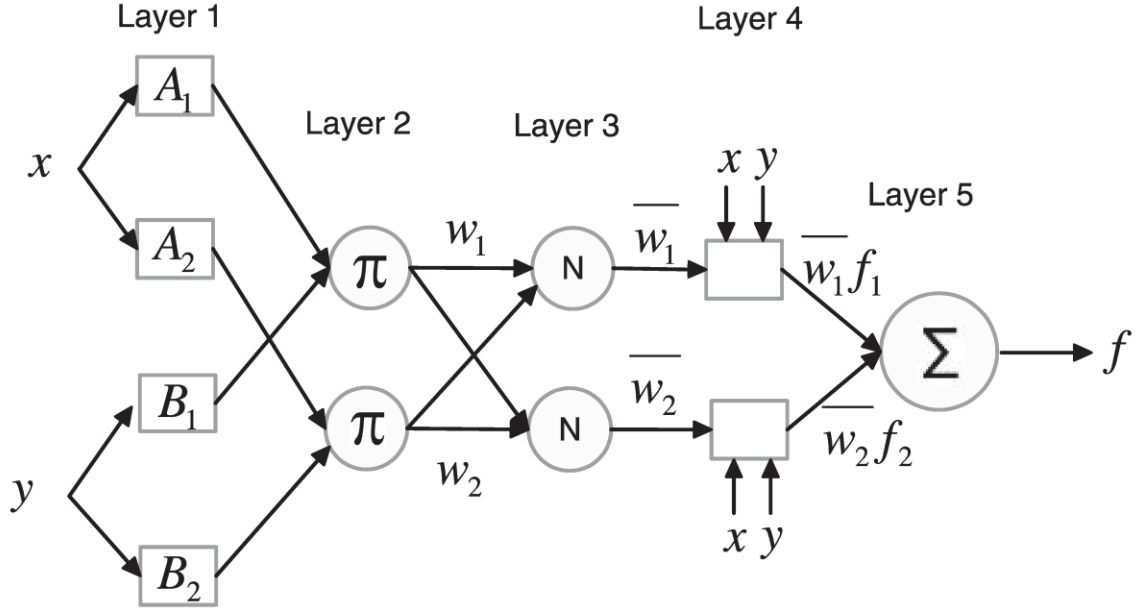 Layer 1
Layer 4
A₁
Layer 2
Layer 3
x
x y
Layer 5
A₂
w₁
w̅₁
w̅₁f₁
π
N
Σ
f
B₁
w̅₂
π
N
w₂
w̅₂f₂
y
x y
B₂